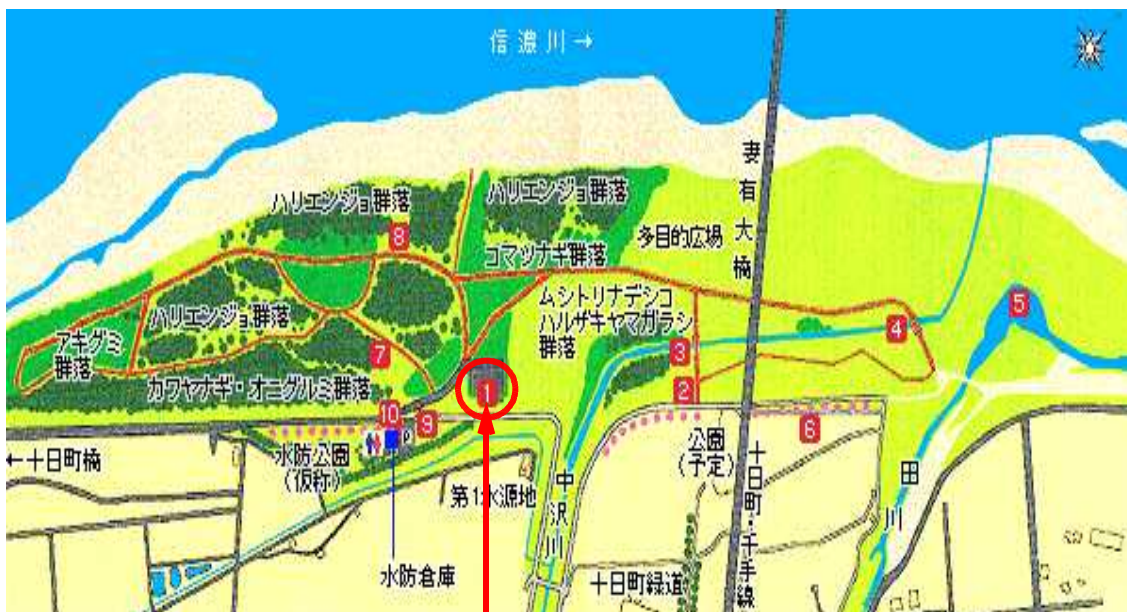 信濃川→
妻有大橋
ハリエンジュ群落
ハリエンジュ群落
8
コマツナギ群落
多目的広場
ムシトリナデシコ
ハルザキヤマガラシ
群落
5
4
ハリエンジュ群落
アキグミ
群落
7
3
カワヤナギ・オニグルミ群落
1
2
10
9
6
P
←十日町橋
水防公園
(仮称)
公園
(予定)
第1水源地
中沢川
十日町・千手線
田川
水防倉庫
十日町緑道